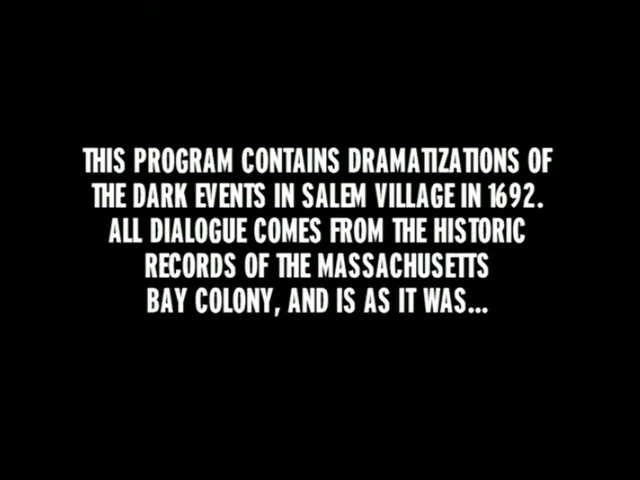 THIS PROGRAM CONTAINS DRAMATIZATIONS OF
THE DARK EVENTS IN SALEM VILLAGE IN 1692.
ALL DIALOGUE COMES FROM THE HISTORIC
RECORDS OF THE MASSACHUSETTS
BAY COLONY, AND IS AS IT WAS...